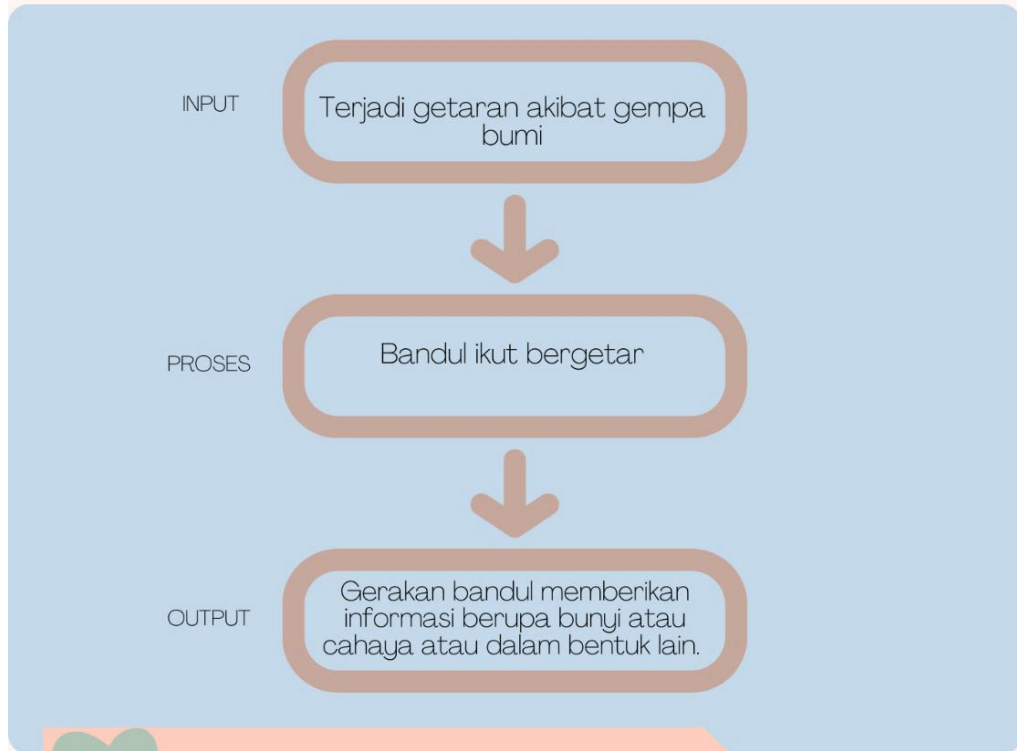 INPUT
Terjadi getaran akibat gempa
bumi
PROSES
Bandul ikut bergetar
OUTPUT
Gerakan bandul memberikan
informasi berupa bunyi atau
cahaya atau dalam bentuk lain.